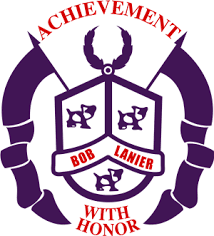 ACHIEVEMENT
BOB LANIER
WITH
HONOR